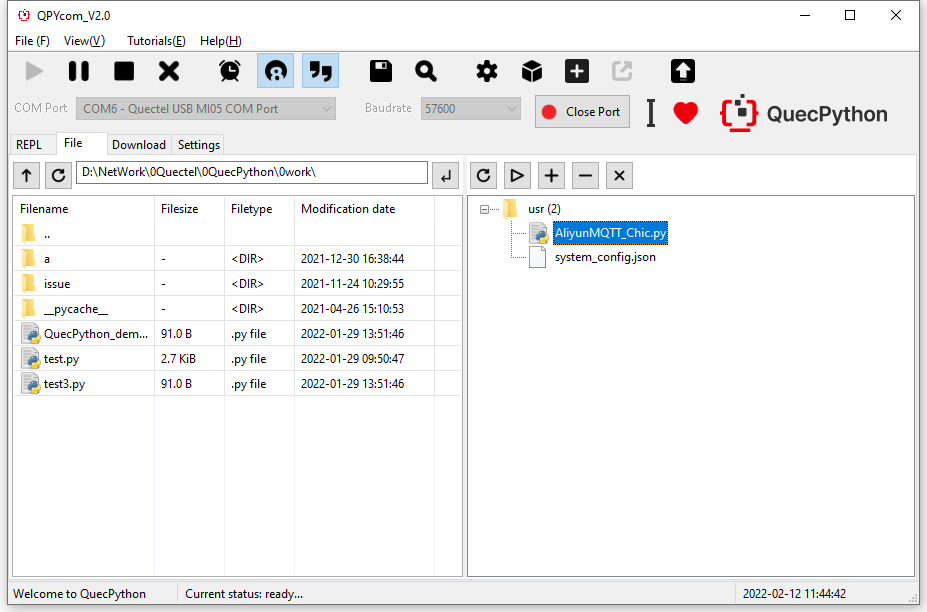 QPYcom_V2.0
File (F) View(V) Tutorials(E) Help(H)
COM Port COM6 - Quectel USB MI05 COM Port Baudrate 57600 Close Port QuecPython
REPL File Download Settings
D:\NetWork\0Quectel\0QuecPython\0work\
Filename Filesize Filetype Modification date
..
a - <DIR> 2021-12-30 16:38:44
issue - <DIR> 2021-11-24 10:29:55
__pycache__ - <DIR> 2021-04-26 15:10:53
QuecPython_dem... 91.0 B .py file 2022-01-29 13:51:46
test.py 2.7 KiB .py file 2022-01-29 09:50:47
test3.py 91.0 B .py file 2022-01-29 13:51:46
usr (2)
AliyunMQTT_Chic.py
system_config.json
Welcome to QuecPython Current status: ready... 2022-02-12 11:44:42